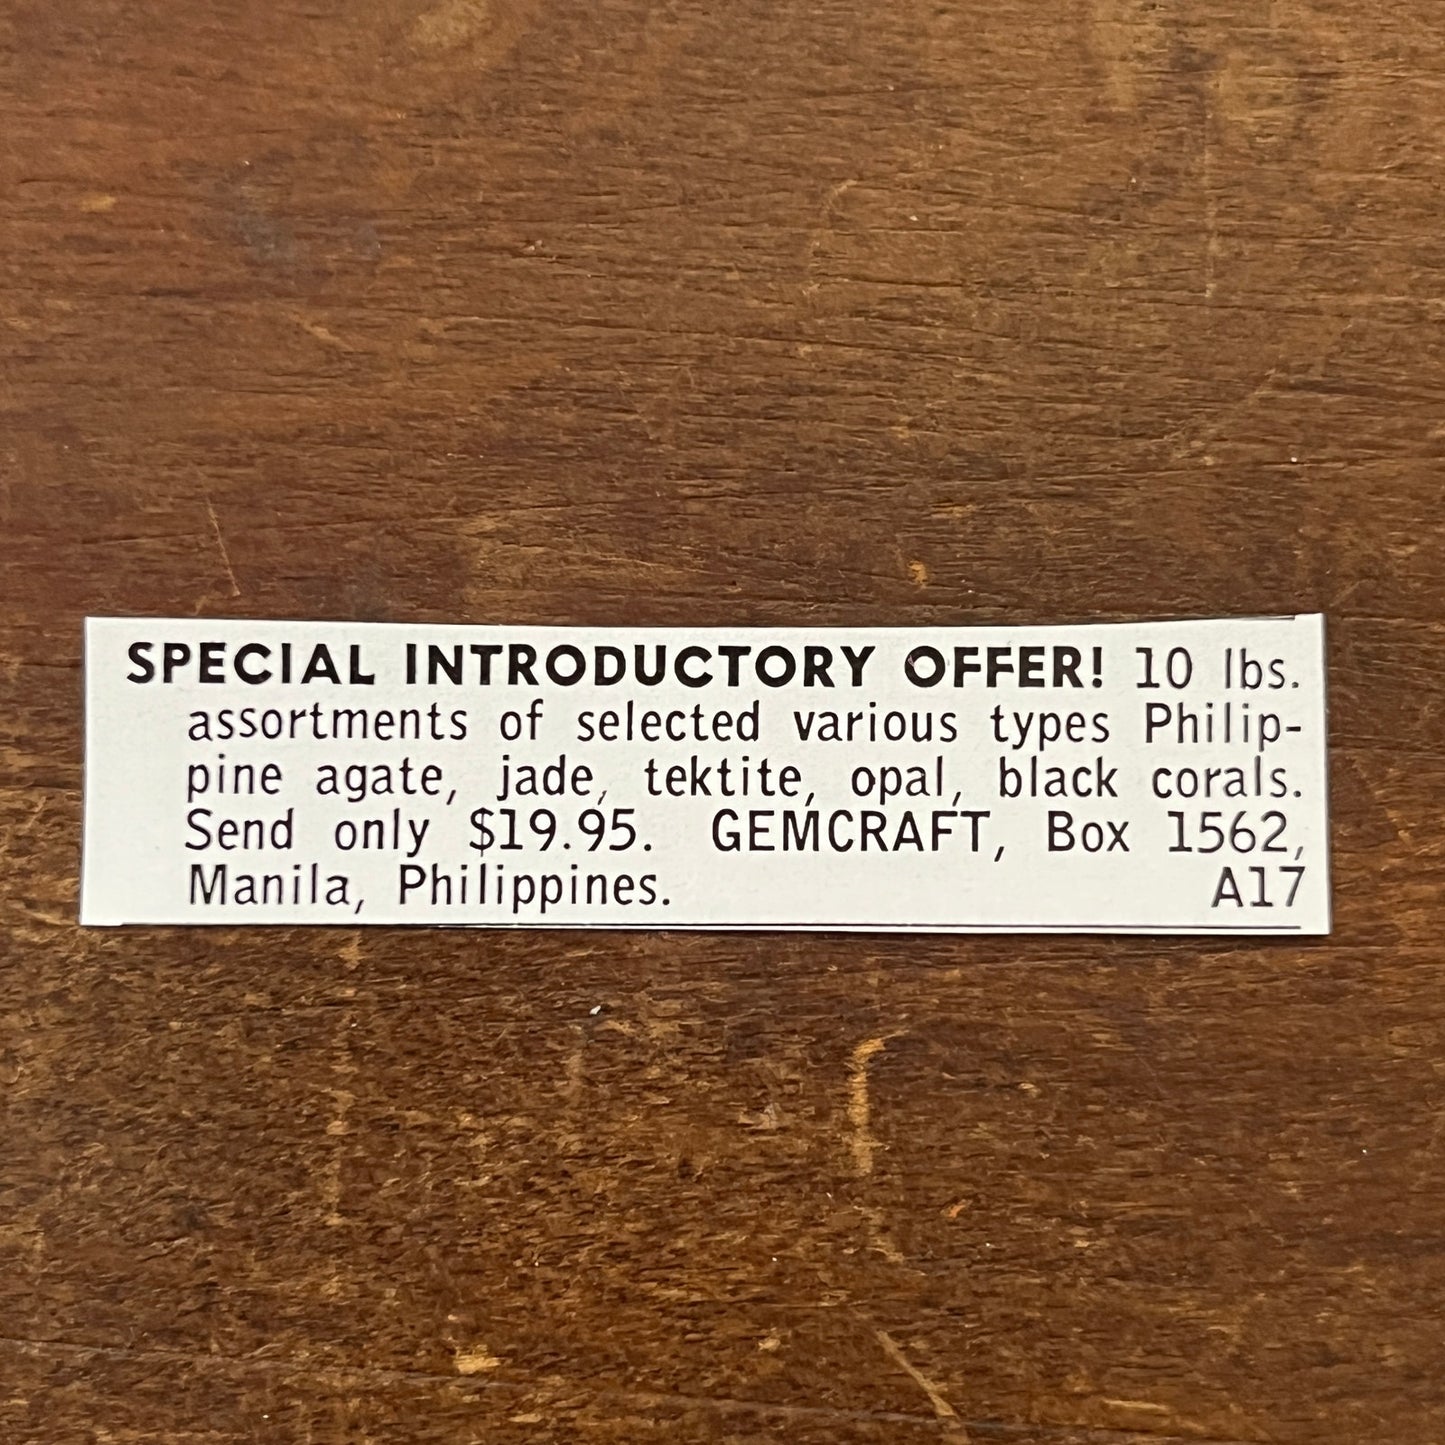 SPECIAL INTRODUCTORY OFFER! 10 lbs.
assortments of selected various types Philip-
pine agate, jade, tektite, opal, black corals.
Send only $19.95. GEMCRAFT, Box 1562,
Manila, Philippines. A17